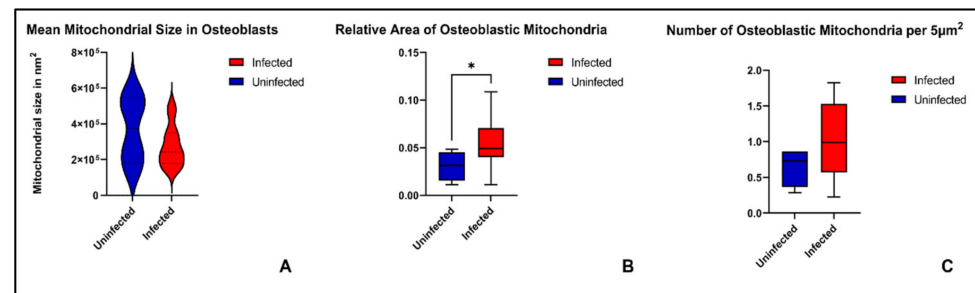 Mean Mitochondrial Size in Osteoblasts
Mitochondrial size in nm²
8×10⁵
6×10⁵
4×10⁵
2×10⁵
0
Infected
Uninfected
Uninfected
Infected
A
Relative Area of Osteoblastic Mitochondria
0.15
0.10
0.05
0.00
*
Infected
Uninfected
Uninfected
Infected
B
Number of Osteoblastic Mitochondria per 5µm²
2.0
1.5
1.0
0.5
0.0
Infected
Uninfected
Uninfected
Infected
C